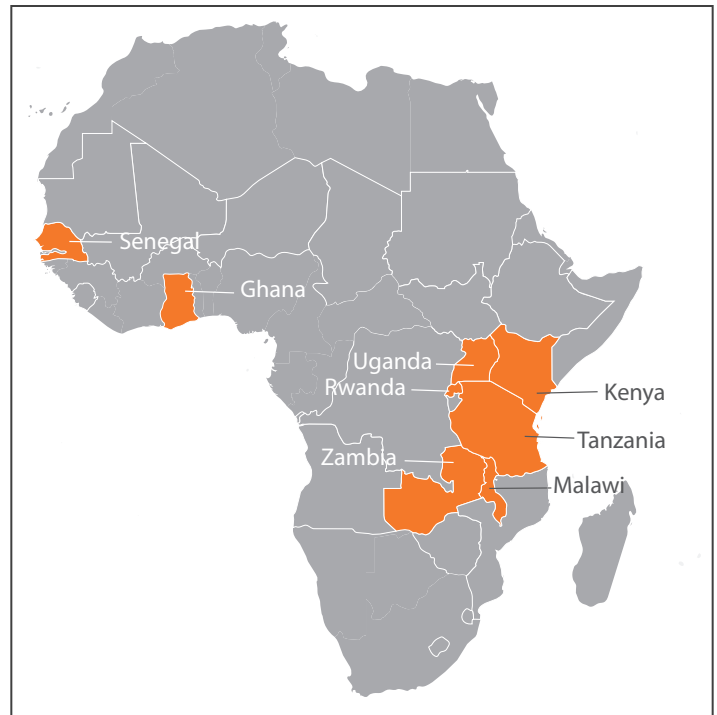 Senegal
Ghana
Uganda
Rwanda
Kenya
Tanzania
Zambia
Malawi